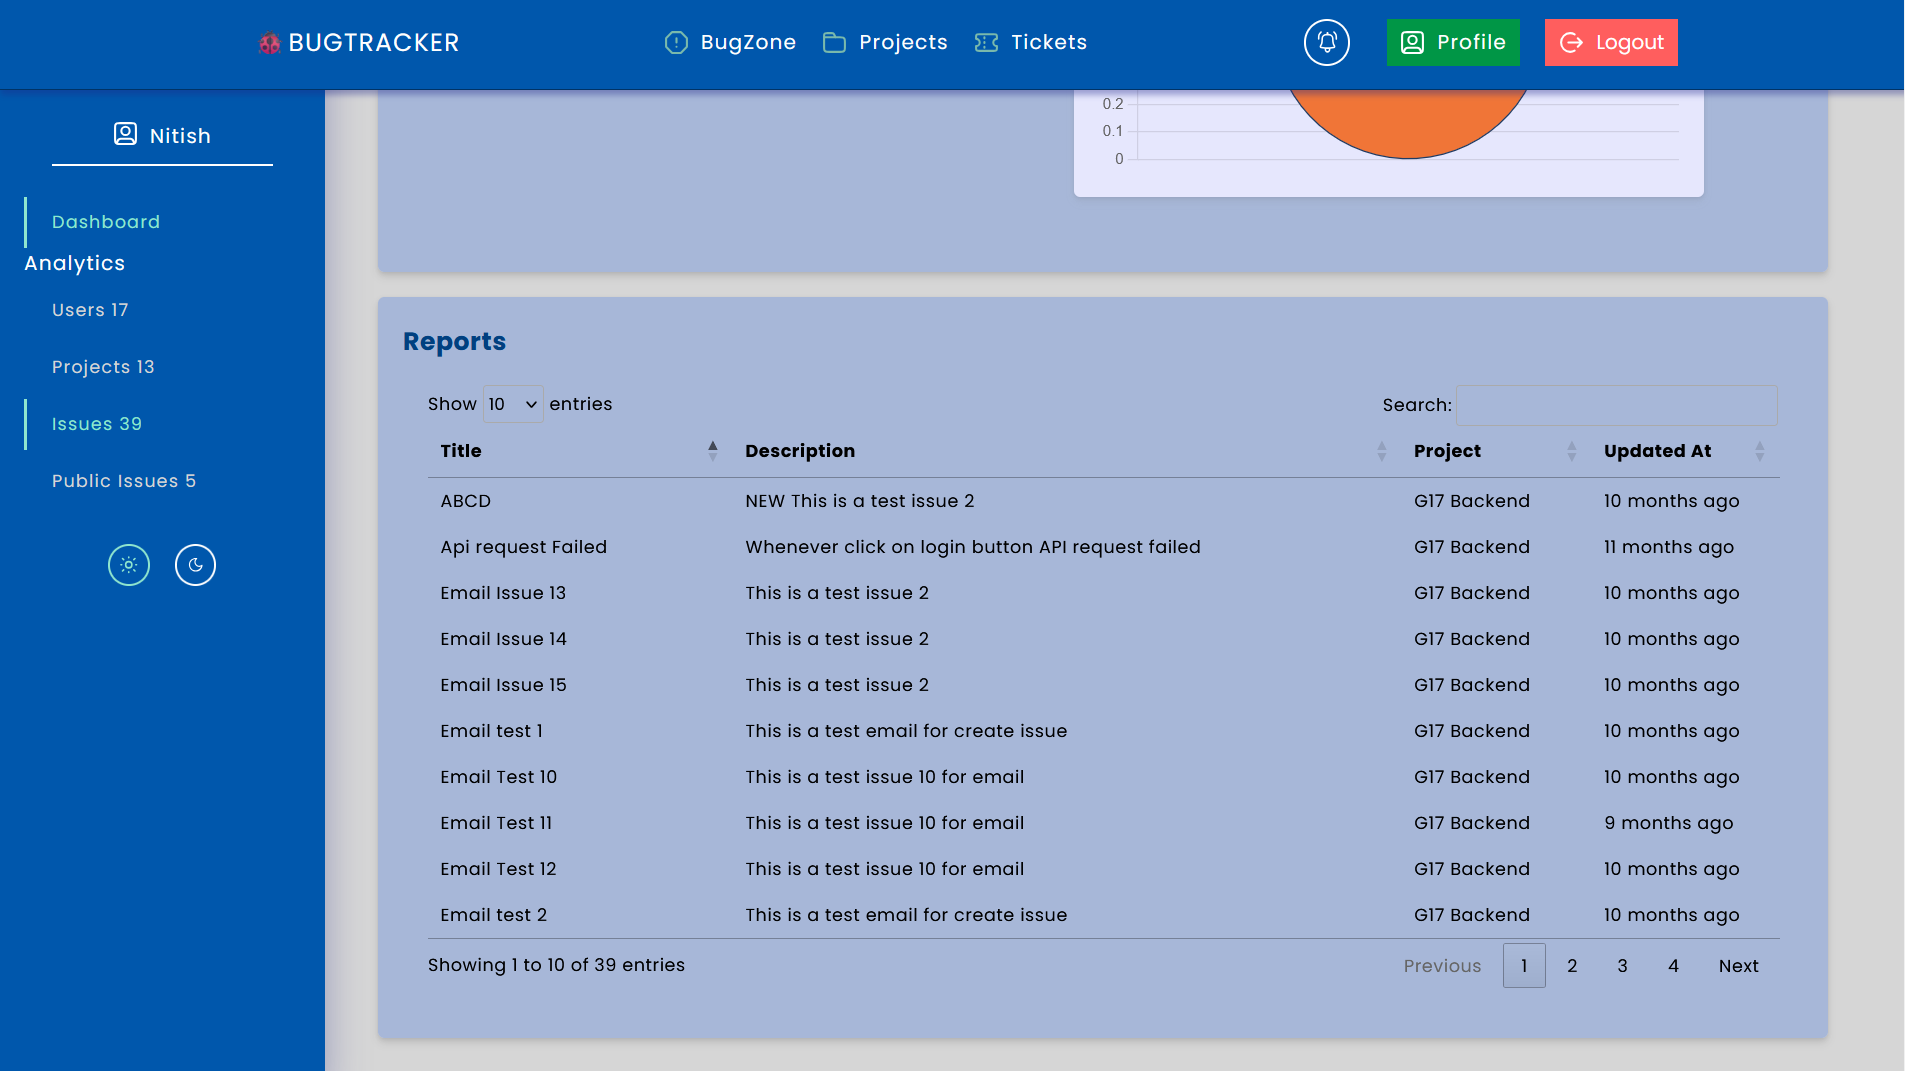 BUGTRACKER
BugZone
Projects
Tickets
Profile
Logout
Nitish
Dashboard
Analytics
Users 17
Projects 13
Issues 39
Public Issues 5
0.2
0.1
0
Reports
Show 10 entries
Search:
Title Description Project Updated At
ABCD NEW This is a test issue 2 G17 Backend 10 months ago
Api request Failed Whenever click on login button API request failed G17 Backend 11 months ago
Email Issue 13 This is a test issue 2 G17 Backend 10 months ago
Email Issue 14 This is a test issue 2 G17 Backend 10 months ago
Email Issue 15 This is a test issue 2 G17 Backend 10 months ago
Email test 1 This is a test email for create issue G17 Backend 10 months ago
Email Test 10 This is a test issue 10 for email G17 Backend 10 months ago
Email Test 11 This is a test issue 10 for email G17 Backend 9 months ago
Email Test 12 This is a test issue 10 for email G17 Backend 10 months ago
Email test 2 This is a test email for create issue G17 Backend 10 months ago
Showing 1 to 10 of 39 entries
Previous 1 2 3 4 Next